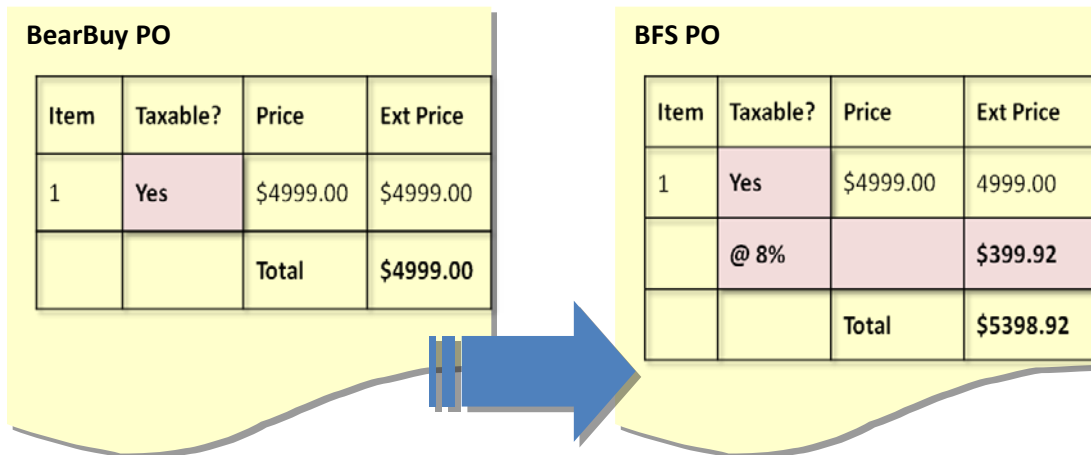 BearBuy PO
Item Taxable? Price Ext Price
1 Yes $4999.00 $4999.00
Total $4999.00
BFS PO
Item Taxable? Price Ext Price
1 Yes $4999.00 4999.00
@ 8% $399.92
Total $5398.92